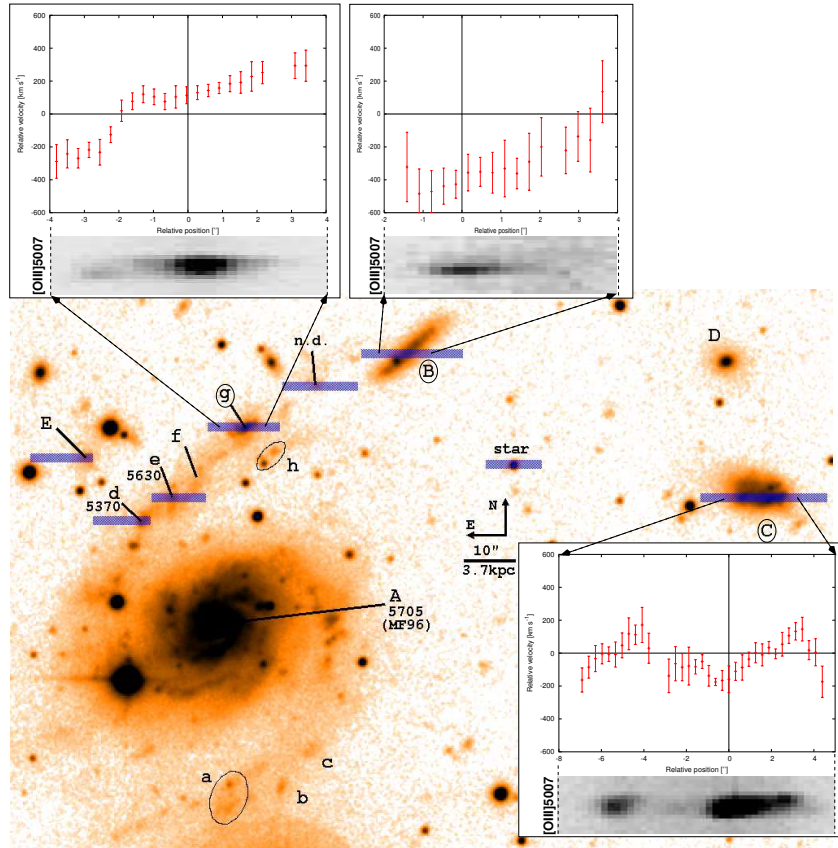 600
400
200
0
-200
-400
-600
-4 -3 -2 -1 0 1 2 3 4
Relative velocity [km s⁻¹]
Relative position ["]
[OIII]5007
600
400
200
0
-200
-400
-600
-2 0 2 4
Relative velocity [km s⁻¹]
Relative position ["]
[OIII]5007
n.d.
B
D
g
E
f
h
star
e
5630
d
5370
C
N
E
10"
3.7kpc
A
5705
(MF96)
c
a
b
600
400
200
0
-200
-400
-600
-8 -6 -4 -2 0 2 4
Relative velocity [km s⁻¹]
Relative position ["]
[OIII]5007